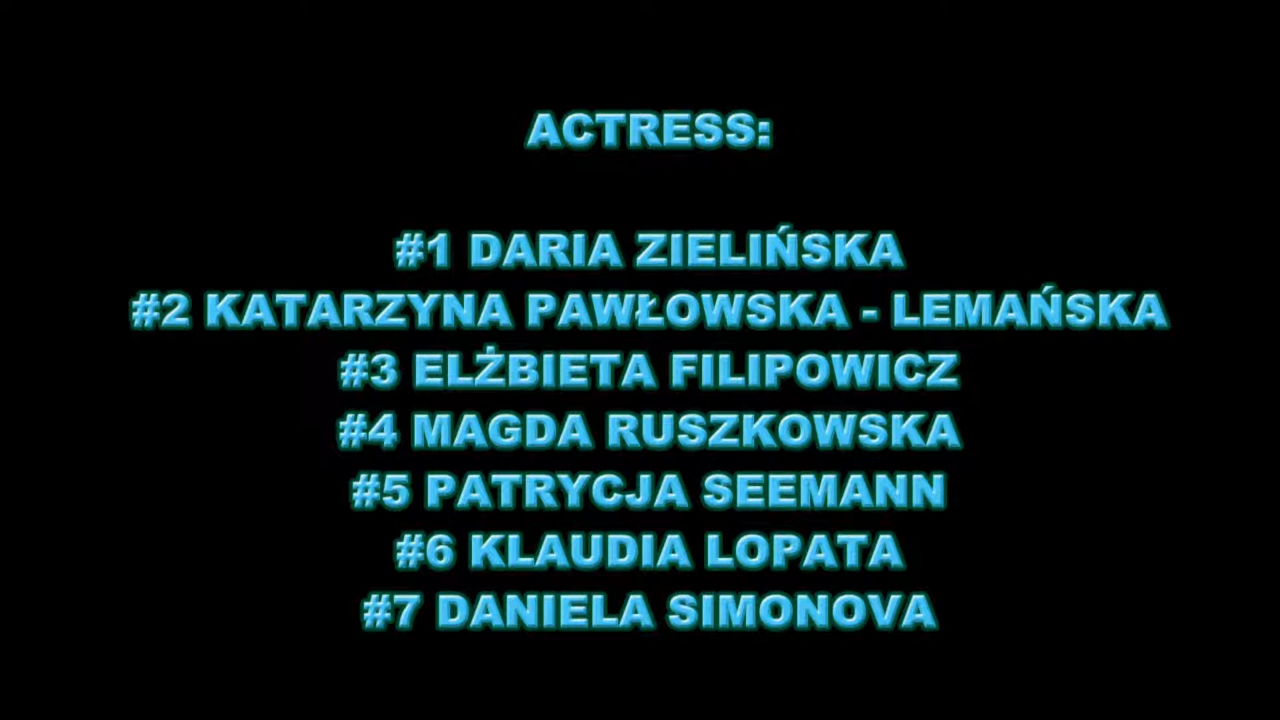 ACTRESS:
#1 DARIA ZIELIŃSKA
#2 KATARZYNA PAWŁOWSKA - LEMAŃSKA
#3 ELŻBIETA FILIPOWICZ
#4 MAGDA RUSZKOWSKA
#5 PATRYCJA SEEMANN
#6 KLAUDIA LOPATA
#7 DANIELA SIMONOVA